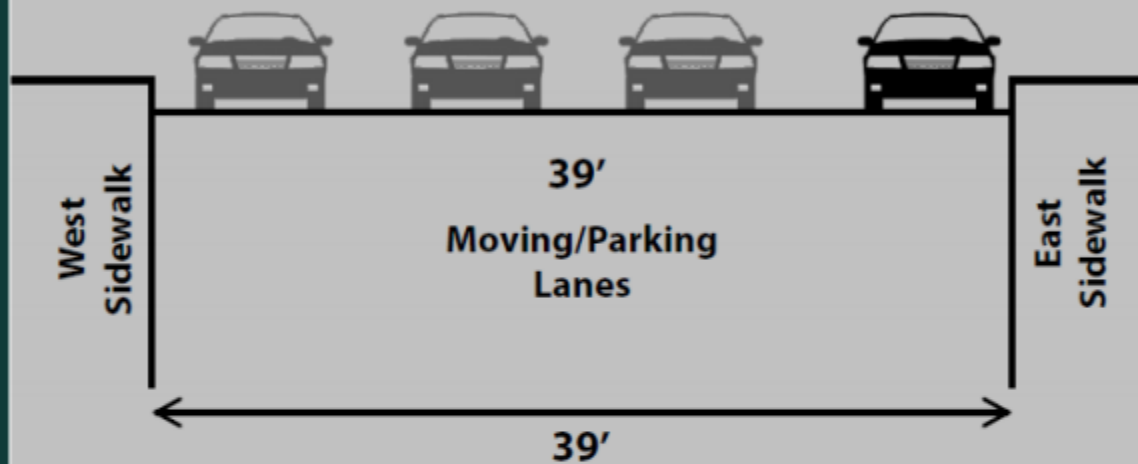 39′
West
Sidewalk
Moving/Parking
Lanes
East
Sidewalk
39′